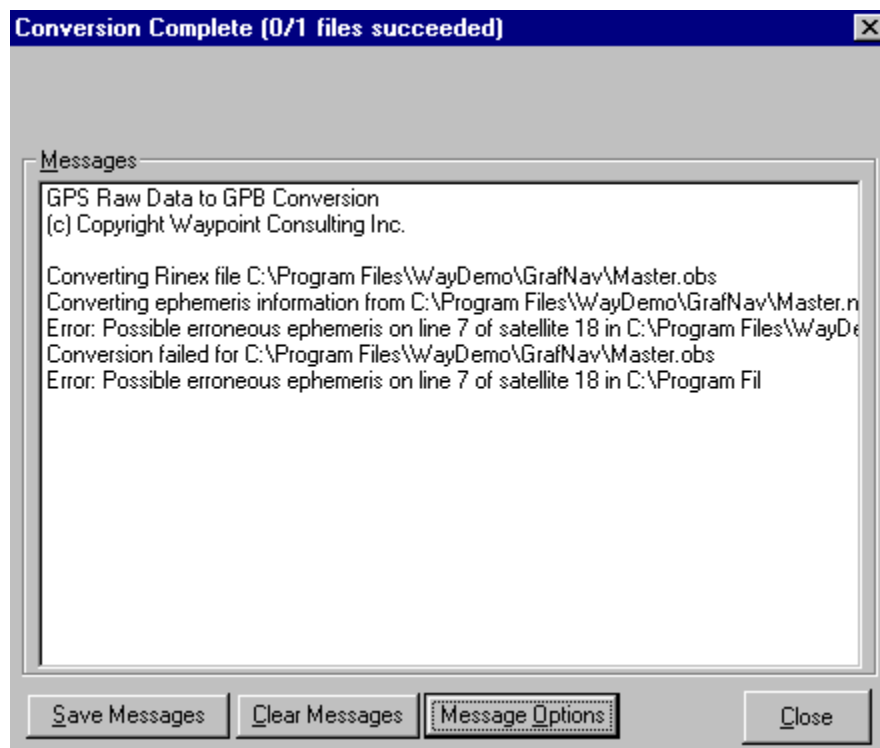 Conversion Complete (0/1 files succeeded)
Messages
GPS Raw Data to GPB Conversion
(c) Copyright Waypoint Consulting Inc.
Converting Rinex file C:\Program Files\WayDemo\GrafNav\Master.obs
Converting ephemeris information from C:\Program Files\WayDemo\GrafNav\Master.n
Error: Possible erroneous ephemeris on line 7 of satellite 18 in C:\Program Files\WayDe
Conversion failed for C:\Program Files\WayDemo\GrafNav\Master.obs
Error: Possible erroneous ephemeris on line 7 of satellite 18 in C:\Program Fil
Save Messages Clear Messages Message Options Close